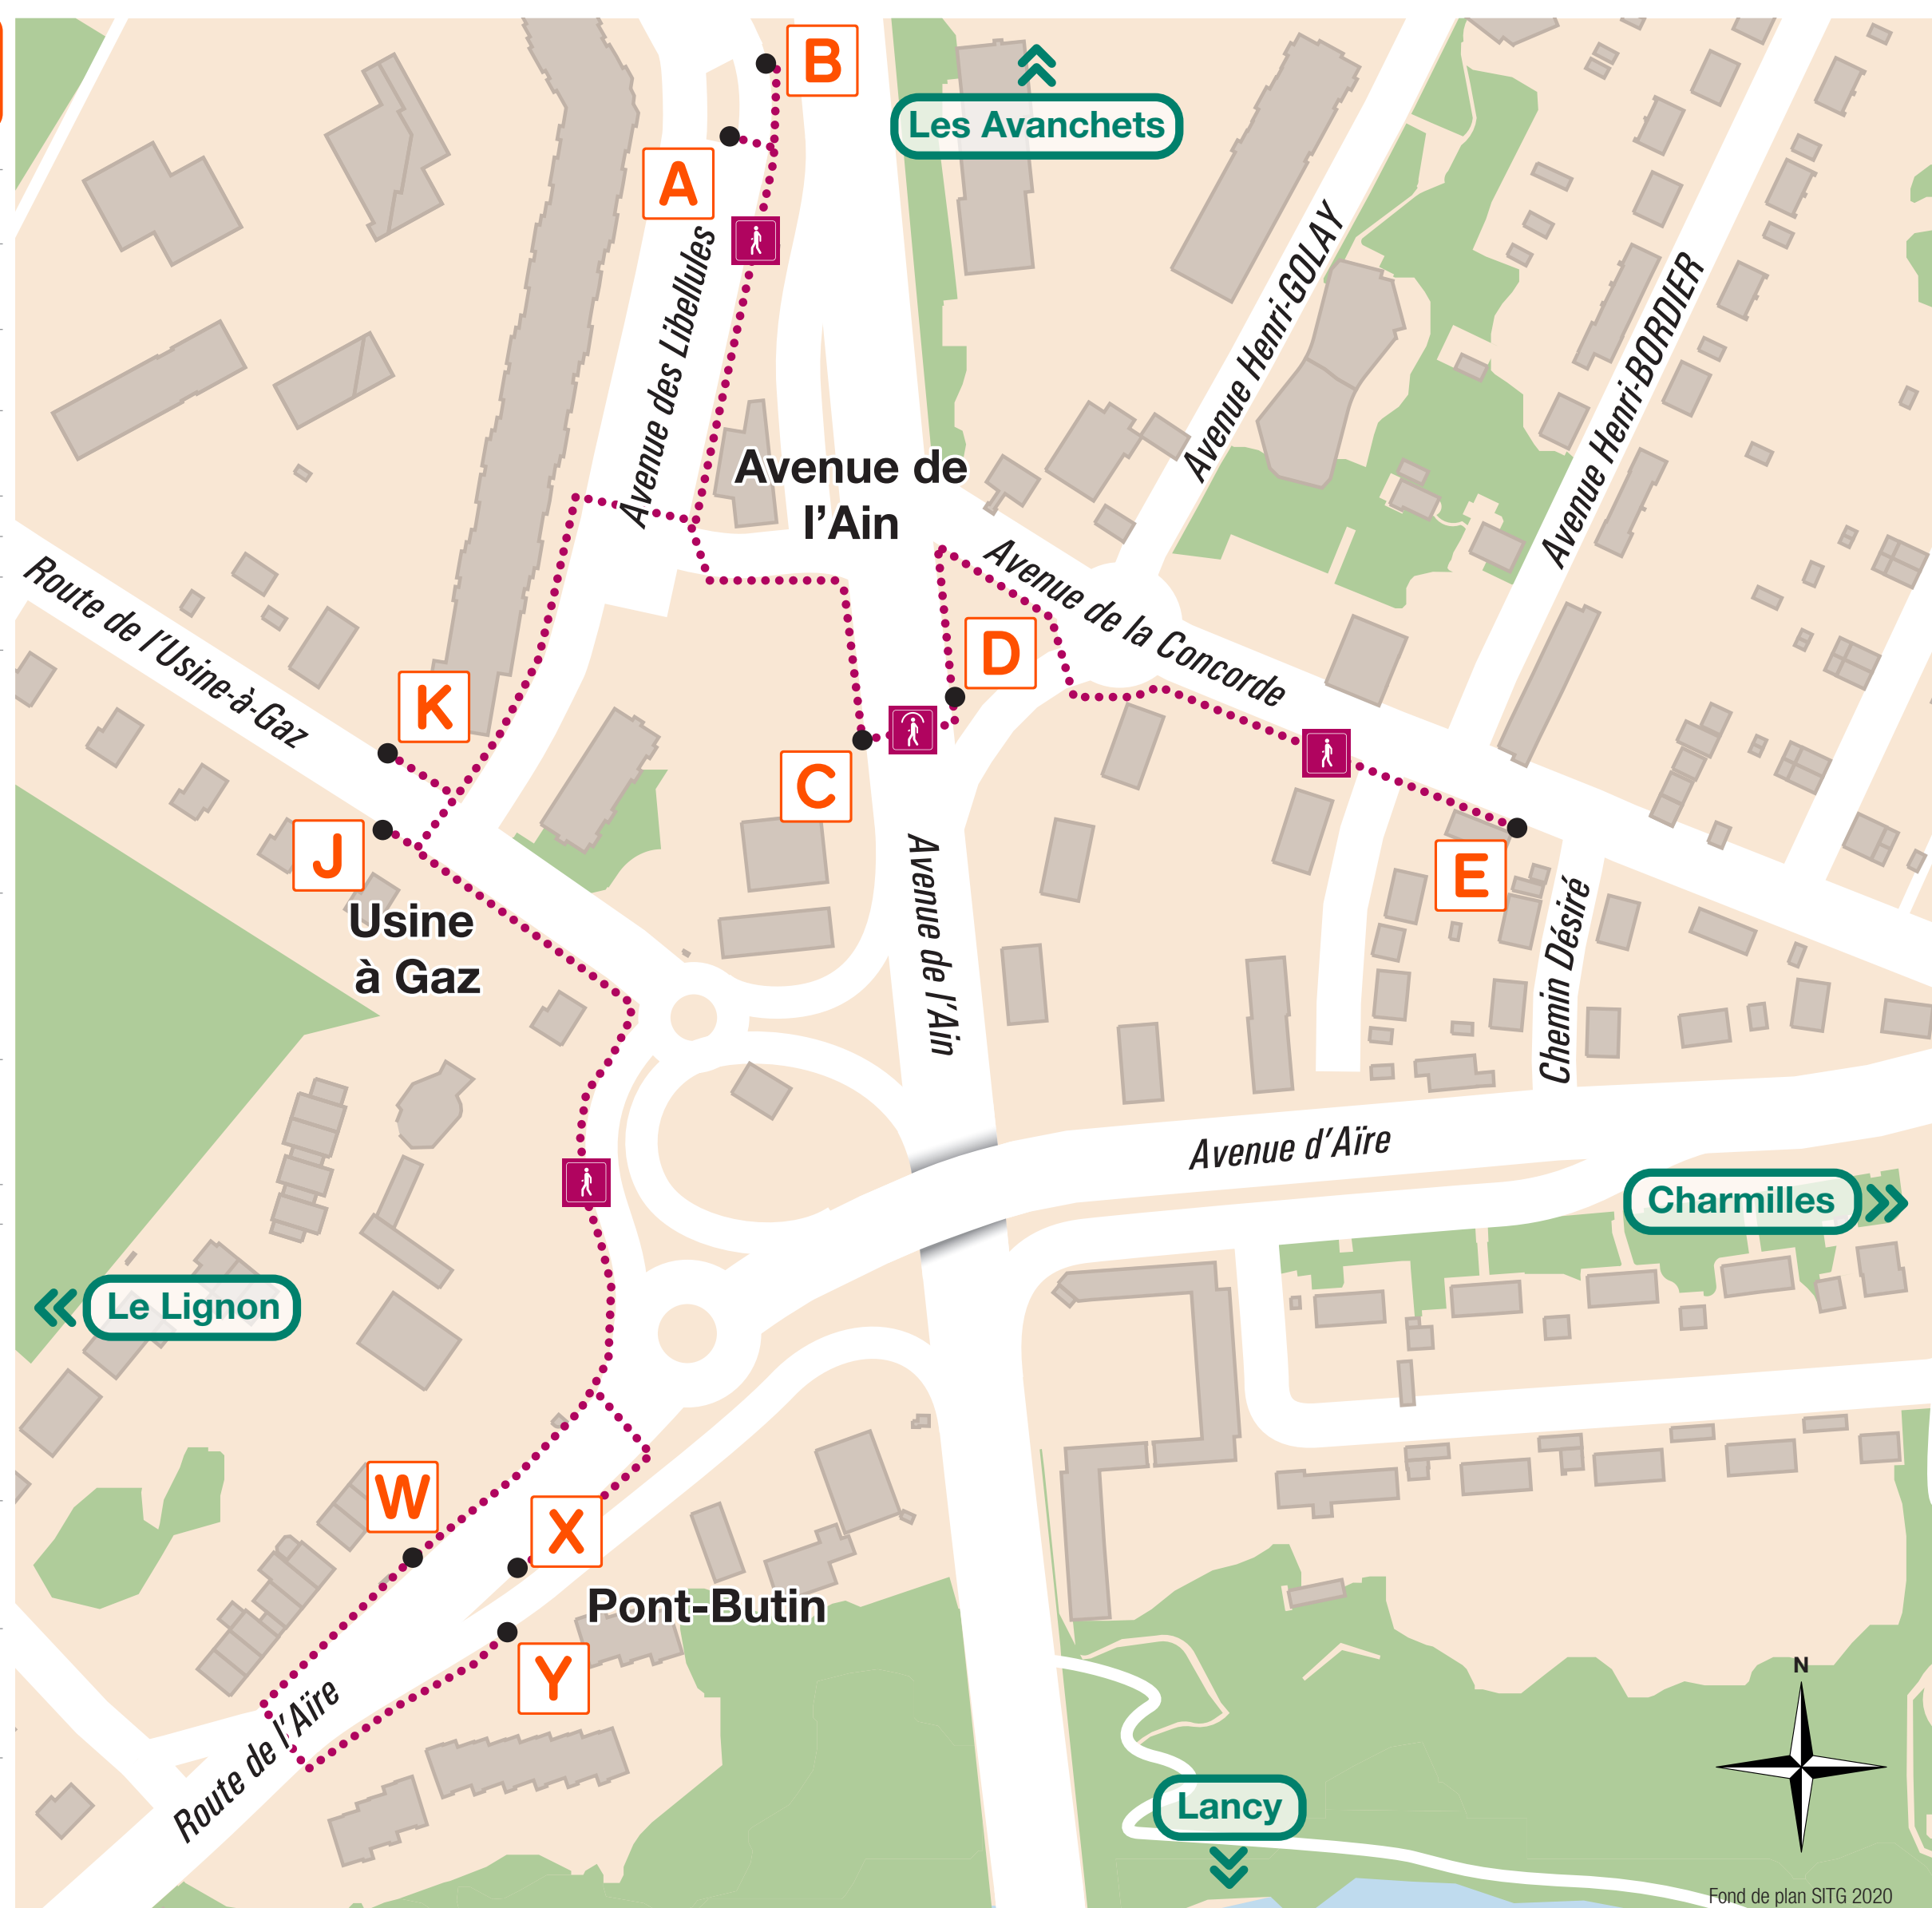 B
Les Avanchets
A
Avenue des Libellules
Avenue Henri-GOLAY
Avenue Henri-BORDIER
Avenue de
l'Ain
Avenue de la Concorde
Route de l'Usine-à-Gaz
D
K
C
J
E
Usine
à Gaz
Avenue de l'Ain
Chemin Désiré
Avenue d'Aïre
Charmilles
Le Lignon
W
X
Pont-Butin
Y
Route de l'Aïre
N
Lancy
Fond de plan SITG 2020